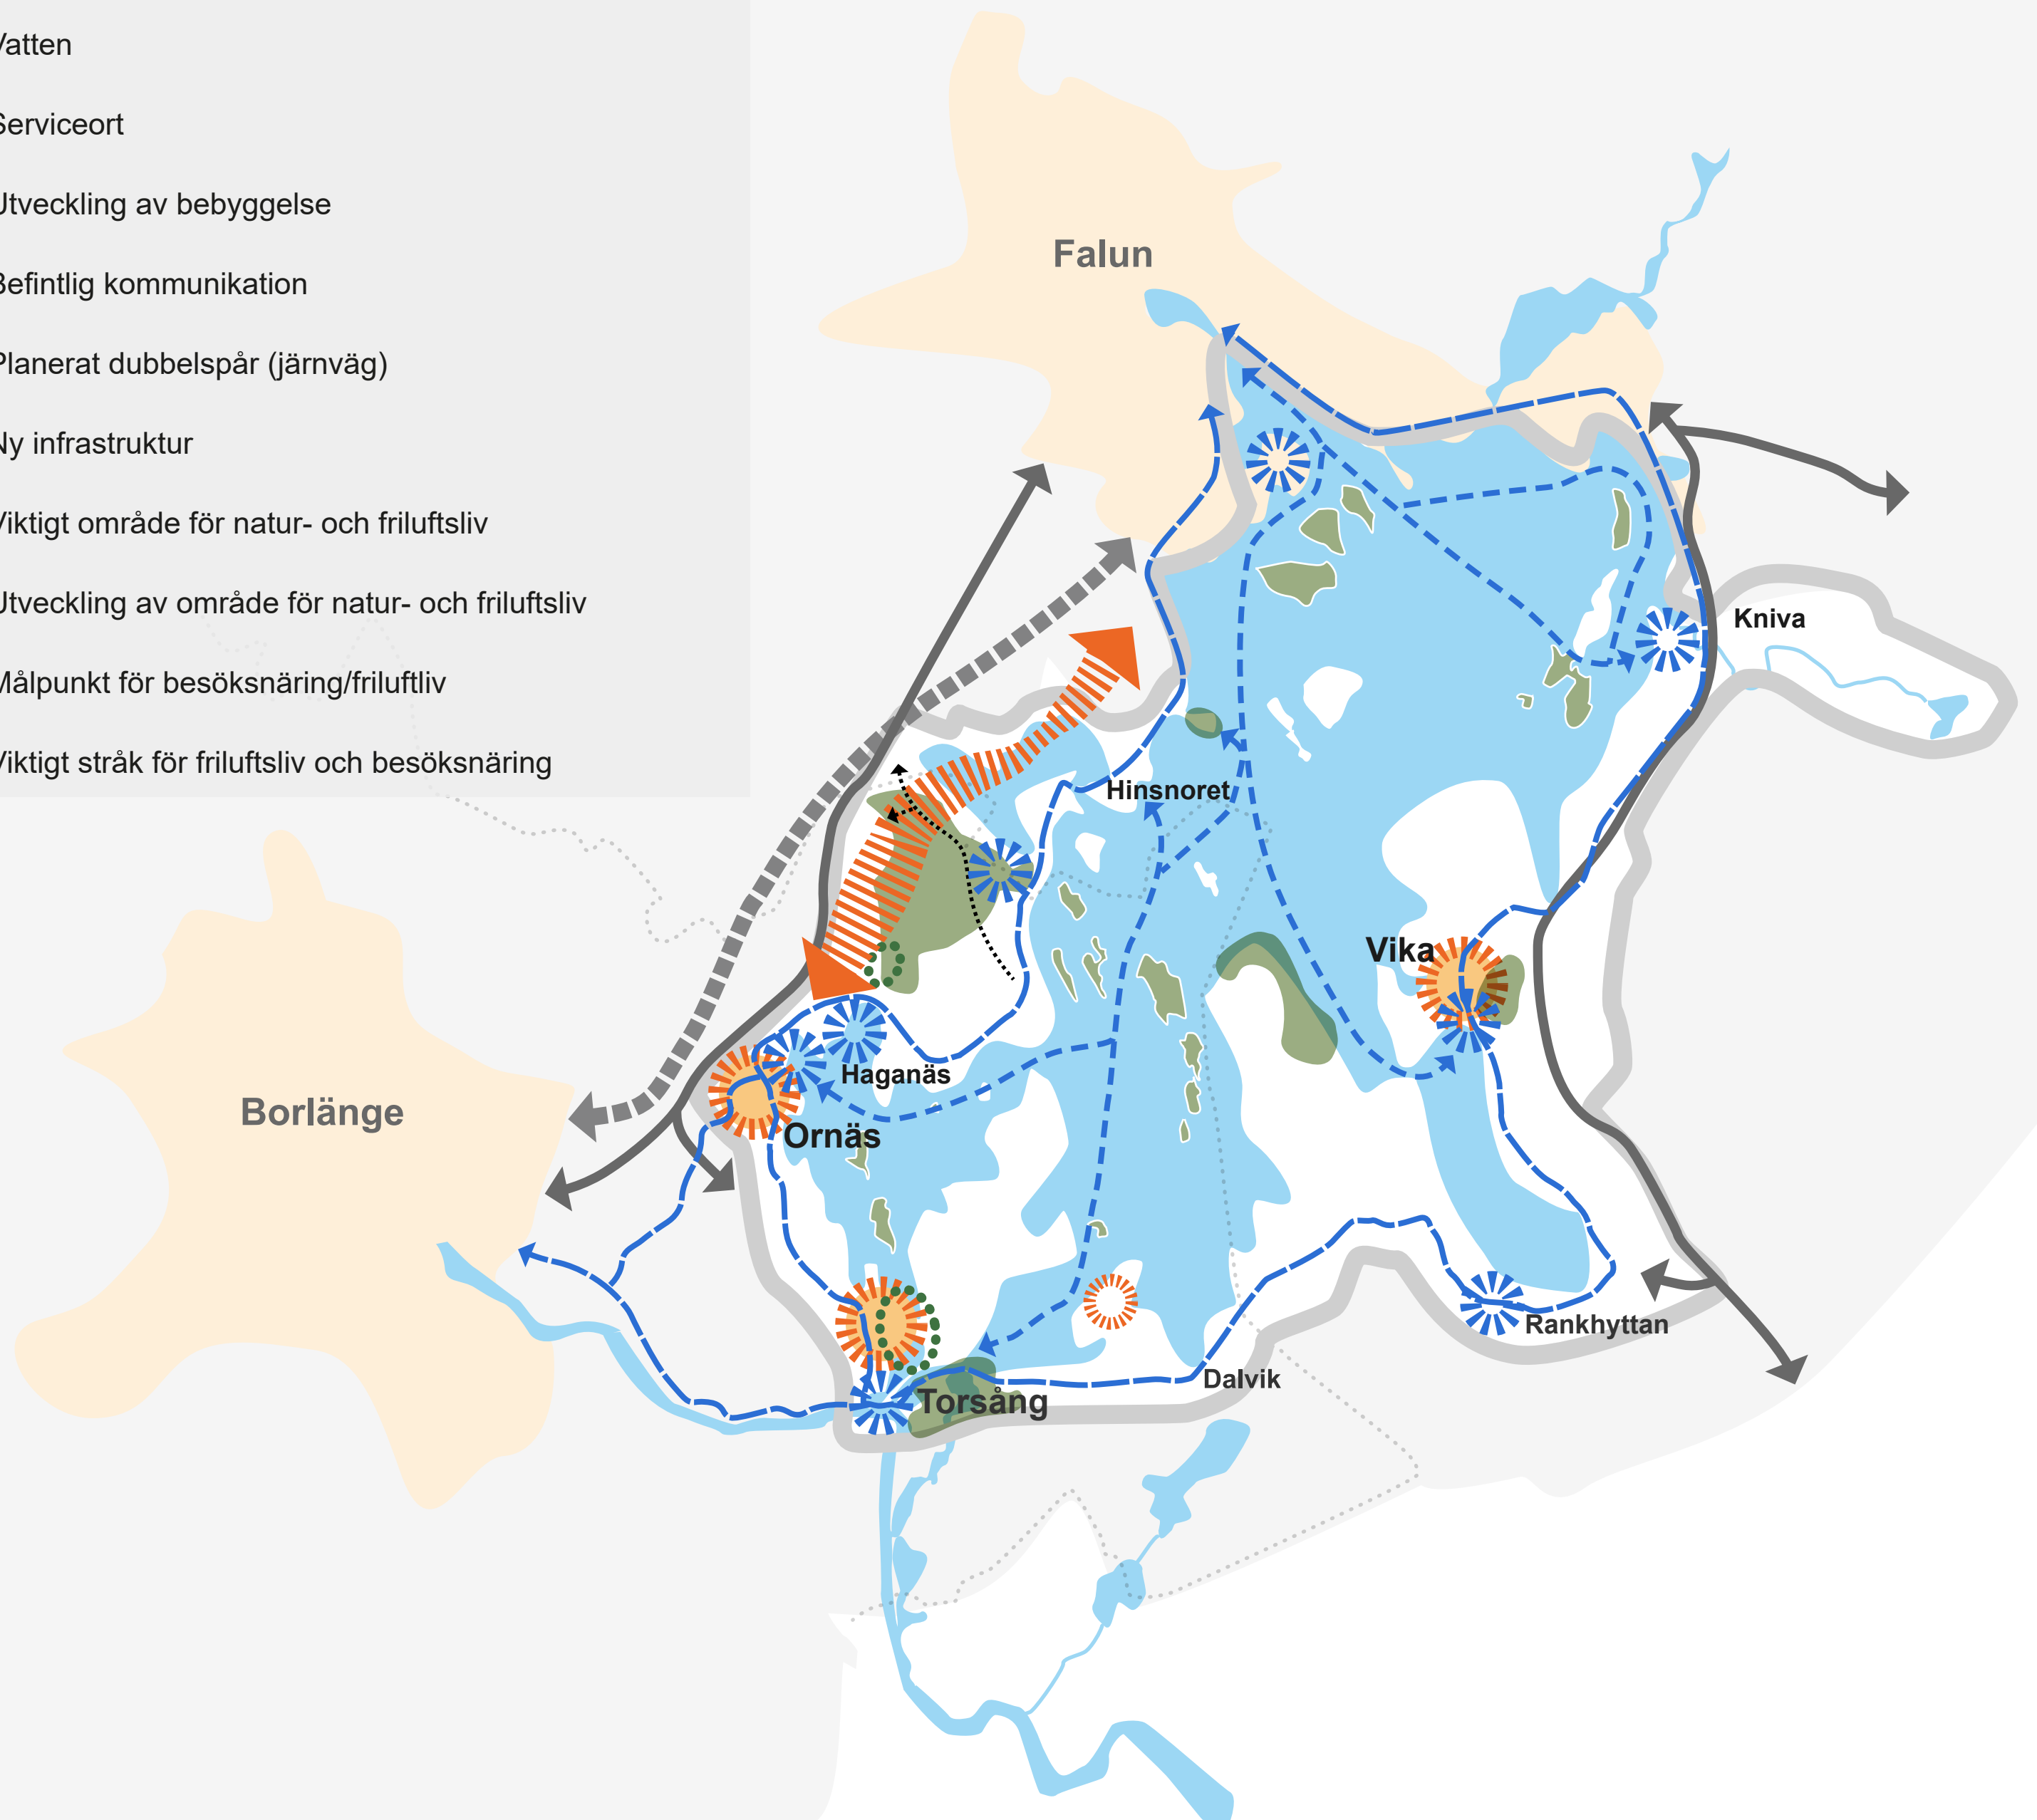 Vatten
Serviceort
Utveckling av bebyggelse
Befintlig kommunikation
Planerat dubbelspår (järnväg)
Ny infrastruktur
Viktigt område för natur- och friluftsliv
Utveckling av område för natur- och friluftsliv
Målpunkt för besöksnäring/friluftliv
Viktigt stråk för friluftsliv och besöksnäring
Falun
Kniva
Hinsnoret
Vika
Haganäs
Borlänge
Ornäs
Rankhyttan
Dalvik
Torsång